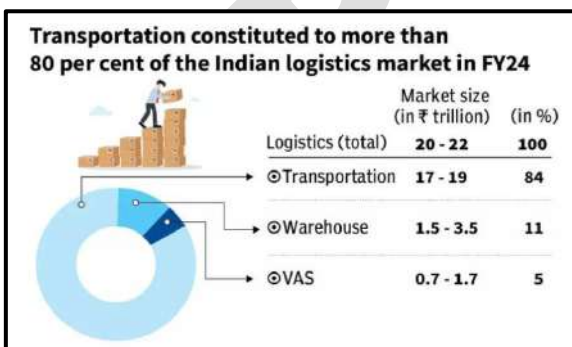 Transportation constituted to more than
80 per cent of the Indian logistics market in FY24
Market size
(in ₹ trillion) (in %)
Logistics (total) 20 - 22 100
⊙Transportation 17 - 19 84
⊙Warehouse 1.5 - 3.5 11
⊙VAS 0.7 - 1.7 5